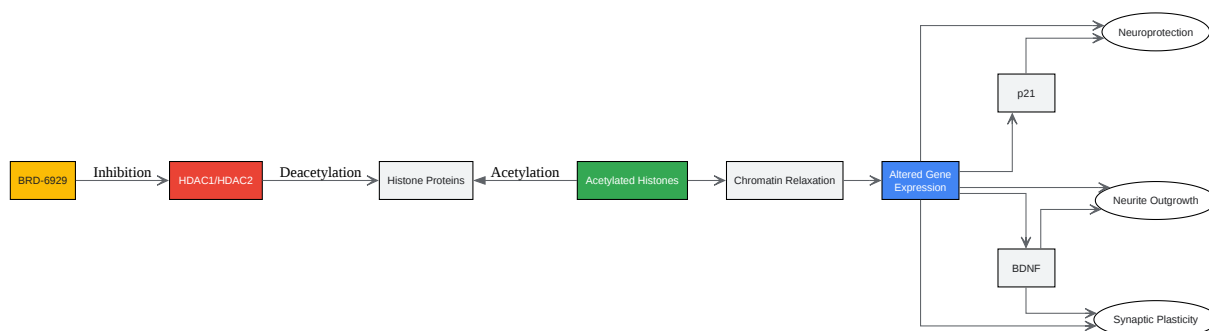 BRD-6929
Inhibition
HDAC1/HDAC2
Deacetylation
Histone Proteins
Acetylation
Acetylated Histones
Chromatin Relaxation
Altered Gene
Expression
Neuroprotection
p21
Neurite Outgrowth
BDNF
Synaptic Plasticity